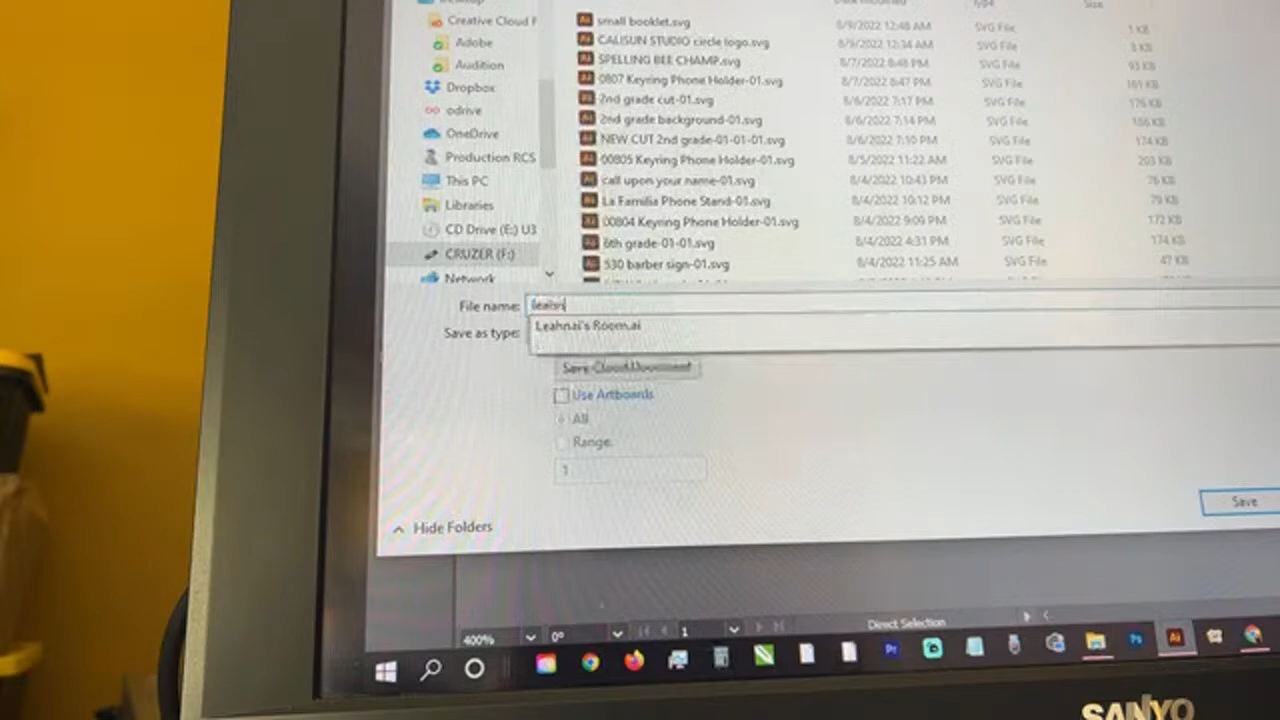 Creative Cloud F
Adobe
Audition
Dropbox
odrive
OneDrive
Production RCS
This PC
Libraries
CD Drive (E:) U3
CRUZER (F:)
Network
Type
Size
small booklet.svg 8/9/2022 12:48 AM SVG File 1 KB
CALISUN STUDIO circle logo.svg 8/9/2022 12:34 AM SVG File 3 KB
SPELLING BEE CHAMP.svg 8/7/2022 8:48 PM SVG File 93 KB
0807 Keyring Phone Holder-01.svg 8/7/2022 8:47 PM SVG File 161 KB
2nd grade cut-01.svg 8/6/2022 7:17 PM SVG File 176 KB
2nd grade background-01.svg 8/6/2022 7:14 PM SVG File
NEW CUT 2nd grade-01-01-01.svg 8/6/2022 7:10 PM SVG File 174 KB
00805 Keyring Phone Holder-01.svg 8/5/2022 11:22 AM SVG File 203 KB
call upon your name-01.svg 8/4/2022 10:43 PM SVG File 76 KB
La Familia Phone Stand-01.svg 8/4/2022 10:12 PM SVG File 79 KB
00804 Keyring Phone Holder-01.svg 8/4/2022 9:09 PM SVG File 172 KB
6th grade-01-01.svg 8/4/2022 4:31 PM SVG File 174 KB
530 barber sign-01.svg 8/4/2022 11:25 AM SVG File 47 KB
File name:
Leahnai's Room.ai
Save as type:
Save Cloud Document
Use Artboards
All
Range:
1
Save
Hide Folders
400% 0° 1 Direct Selection
Pr Ps Ai
SANYO